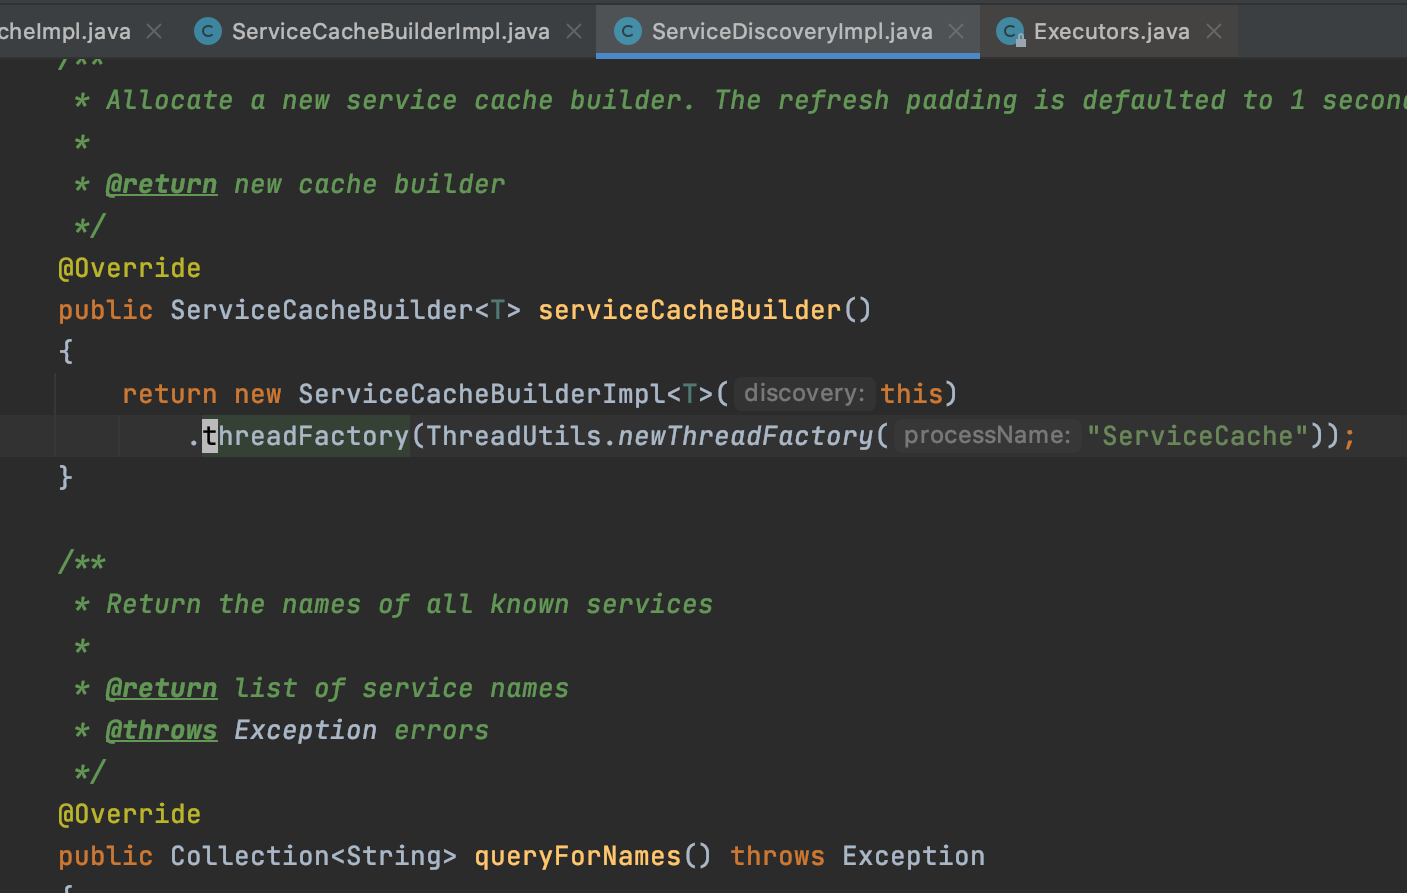 cheImpl.java ServiceCacheBuilderImpl.java ServiceDiscoveryImpl.java Executors.java
/**
* Allocate a new service cache builder. The refresh padding is defaulted to 1
*
* @return new cache builder
*/
@Override
public ServiceCacheBuilder<T> serviceCacheBuilder()
{
return new ServiceCacheBuilderImpl<T>( discovery: this)
.threadFactory(ThreadUtils.newThreadFactory( processName: "ServiceCache"));
}
/**
* Return the names of all known services
*
* @return list of service names
* @throws Exception errors
*/
@Override
public Collection<String> queryForNames() throws Exception
{